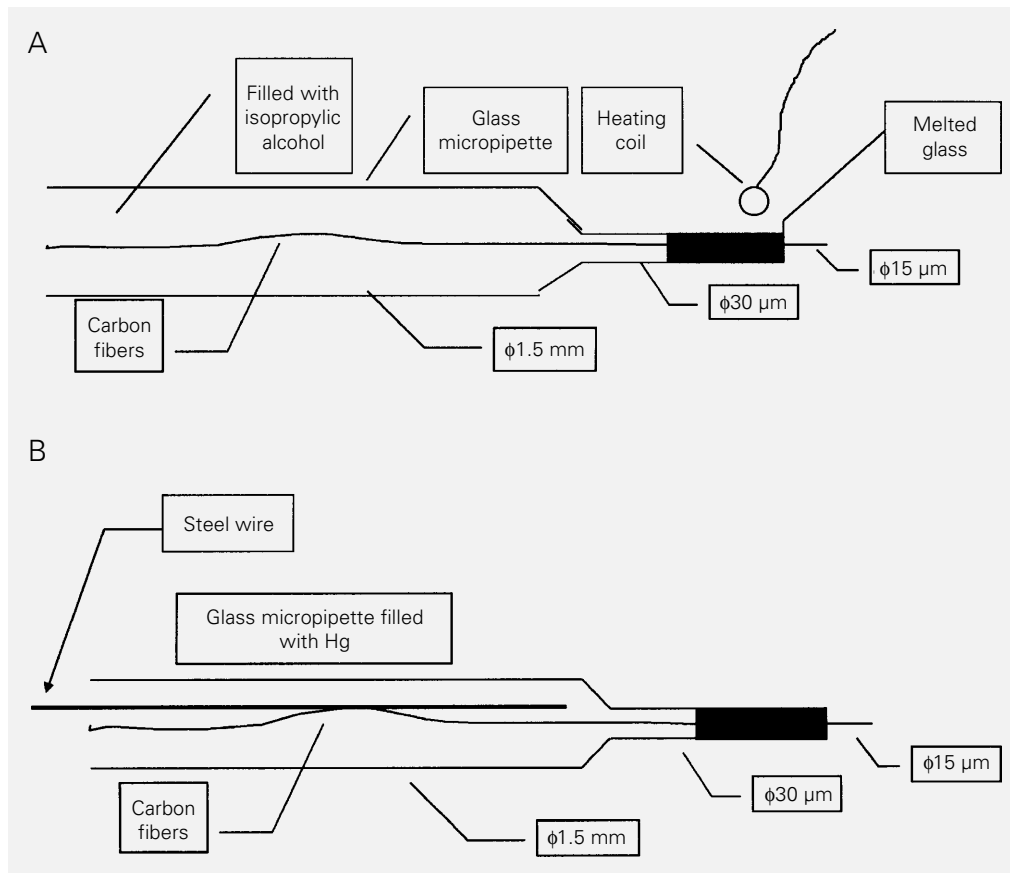 A
Filled with
isopropylic
alcohol
Glass
micropipette
Heating
coil
Melted
glass
ϕ15 µm
ϕ30 µm
Carbon
fibers
ϕ1.5 mm
B
Steel wire
Glass micropipette filled
with Hg
ϕ15 µm
ϕ30 µm
Carbon
fibers
ϕ1.5 mm